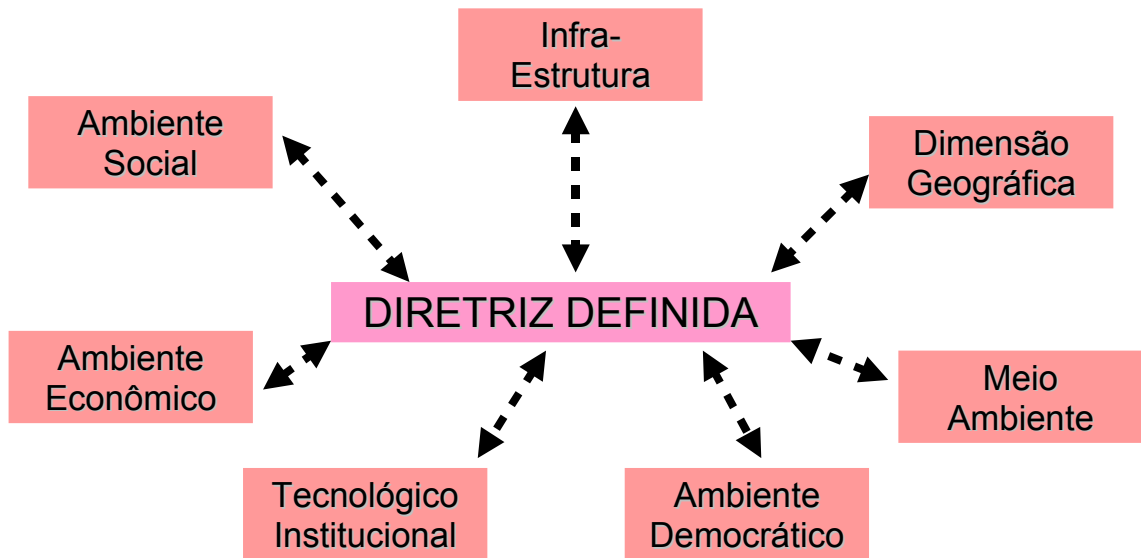 Infra-
Estrutura
Ambiente
Social
Dimensão
Geográfica
DIRETRIZ DEFINIDA
Ambiente
Econômico
Meio
Ambiente
Tecnológico
Institucional
Ambiente
Democrático